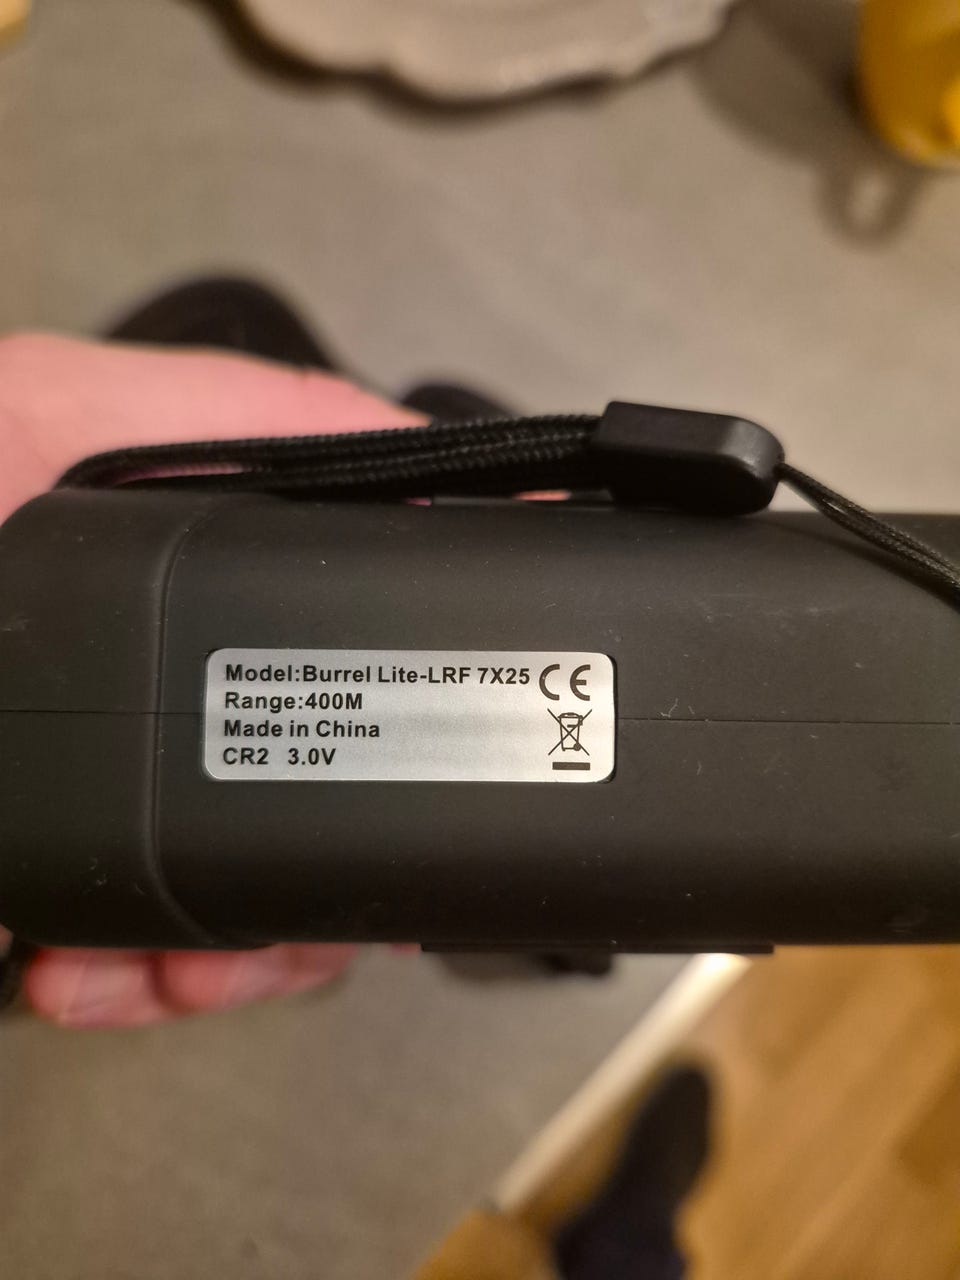 Model:Burrel Lite-LRF 7X25 CE
Range:400M
Made in China
CR2 3.0V